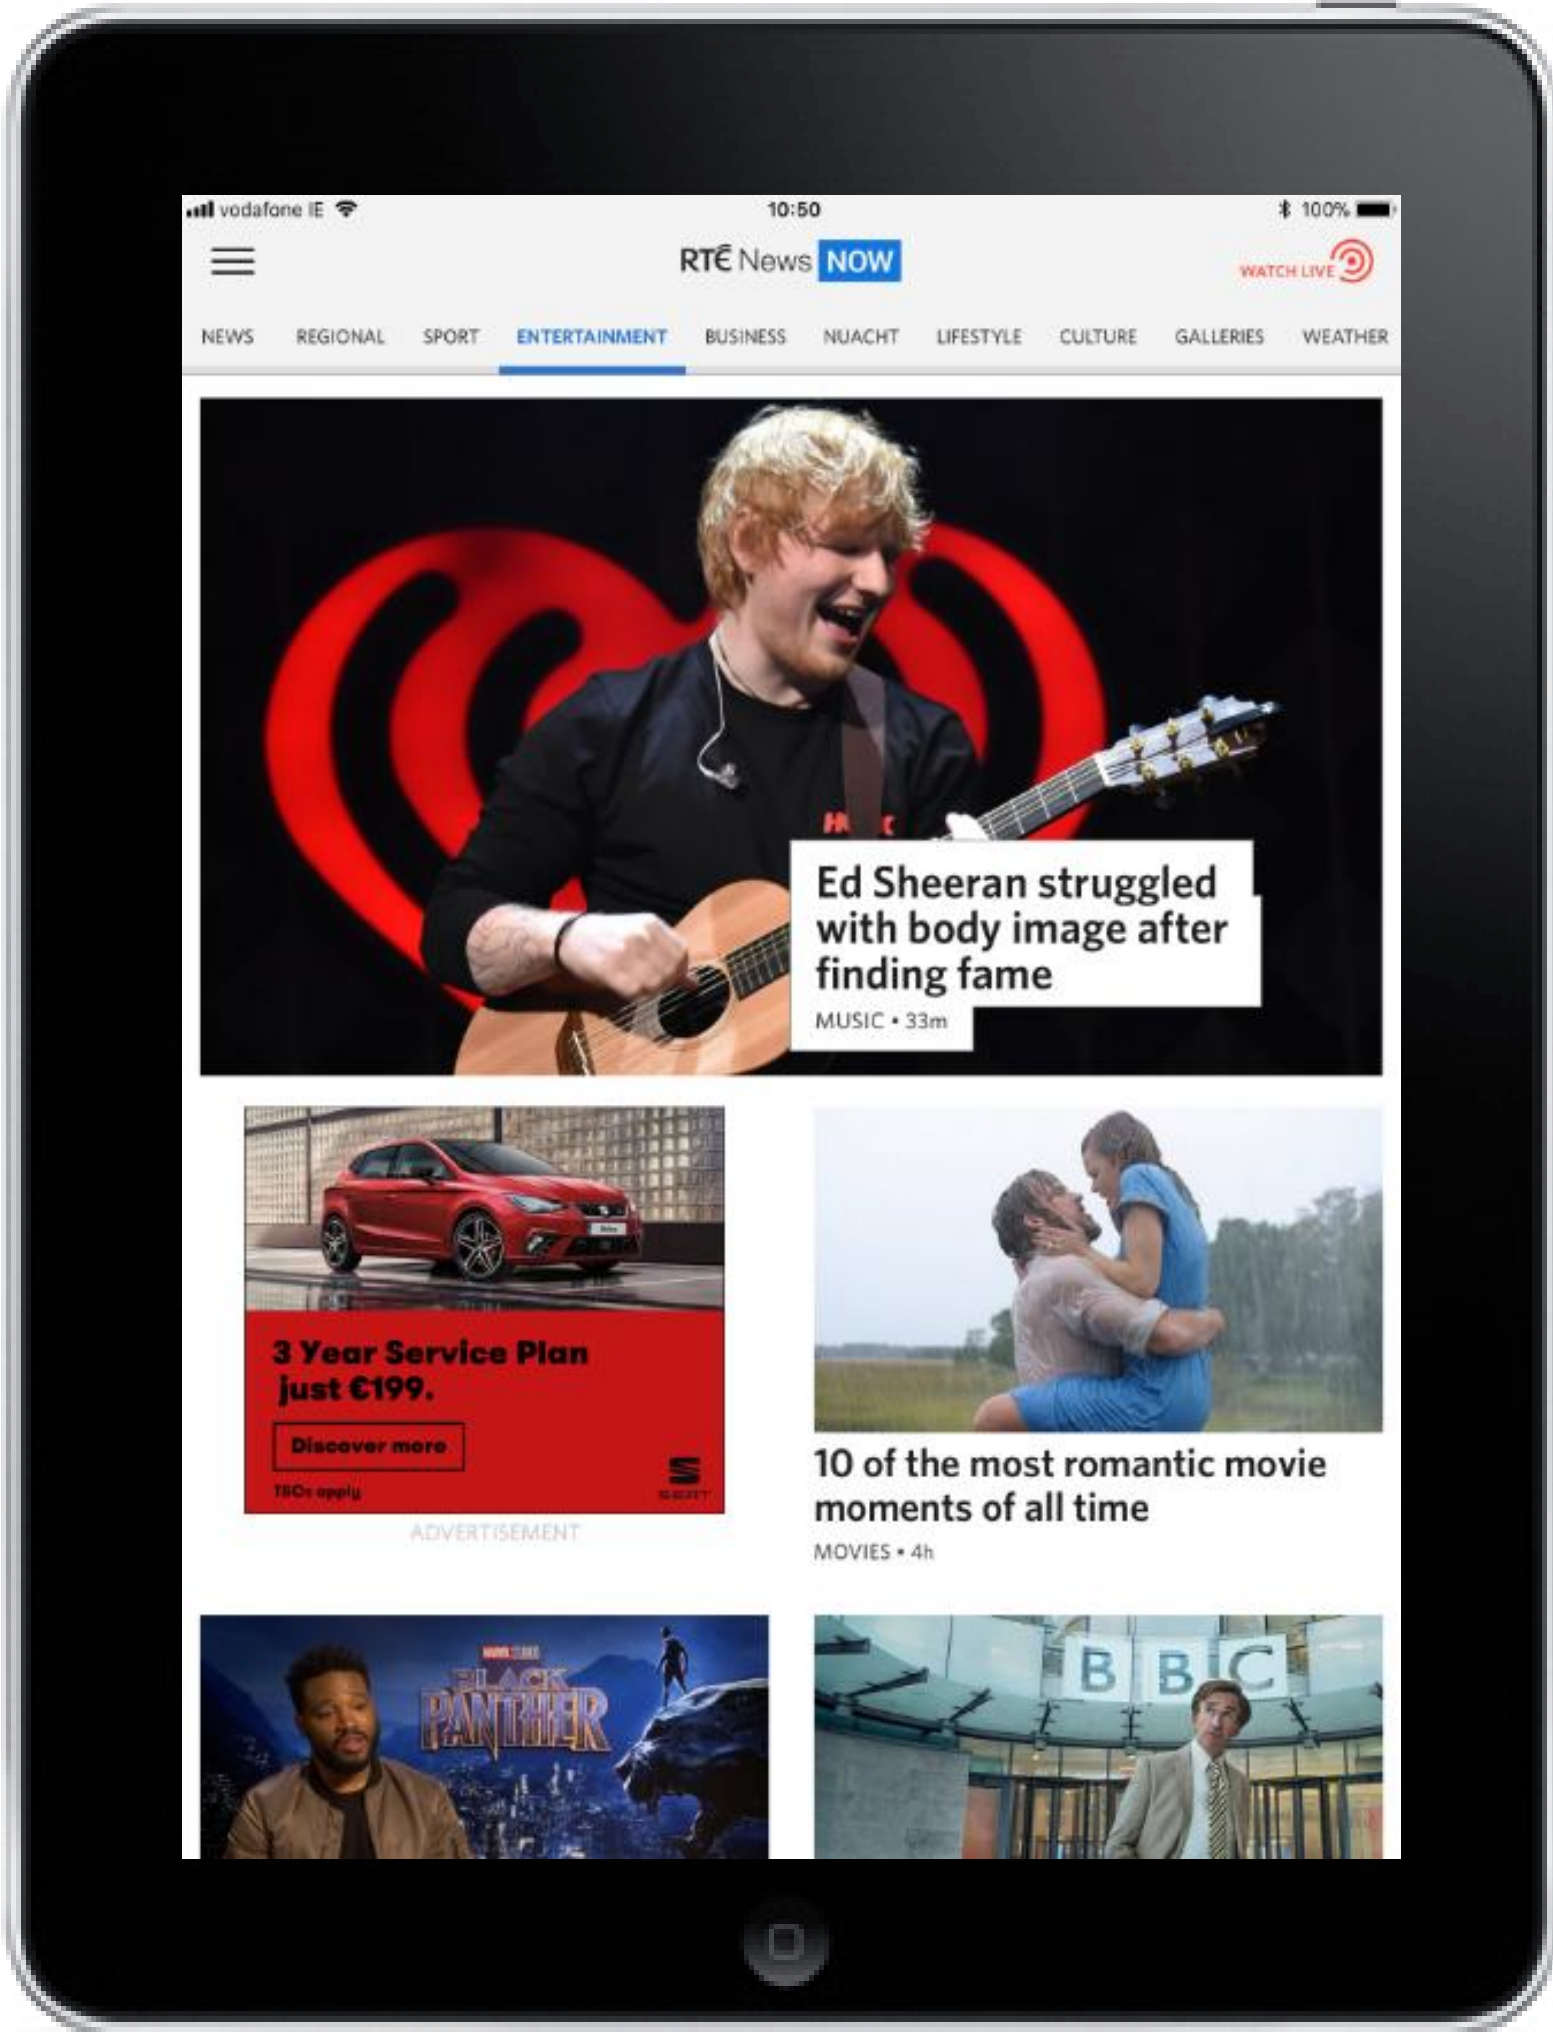 vodafone IE
10:50
100%
RTÉ News NOW
WATCH LIVE
NEWS REGIONAL SPORT ENTERTAINMENT BUSINESS NUACHT LIFESTYLE CULTURE GALLERIES WEATHER
Ed Sheeran struggled
with body image after
finding fame
MUSIC • 33m
3 Year Service Plan
just €199.
Discover more
T&Cs apply
SEAT
ADVERTISEMENT
10 of the most romantic movie
moments of all time
MOVIES • 4h
MARVEL STUDIOS
BLACK
PANTHER
BBC